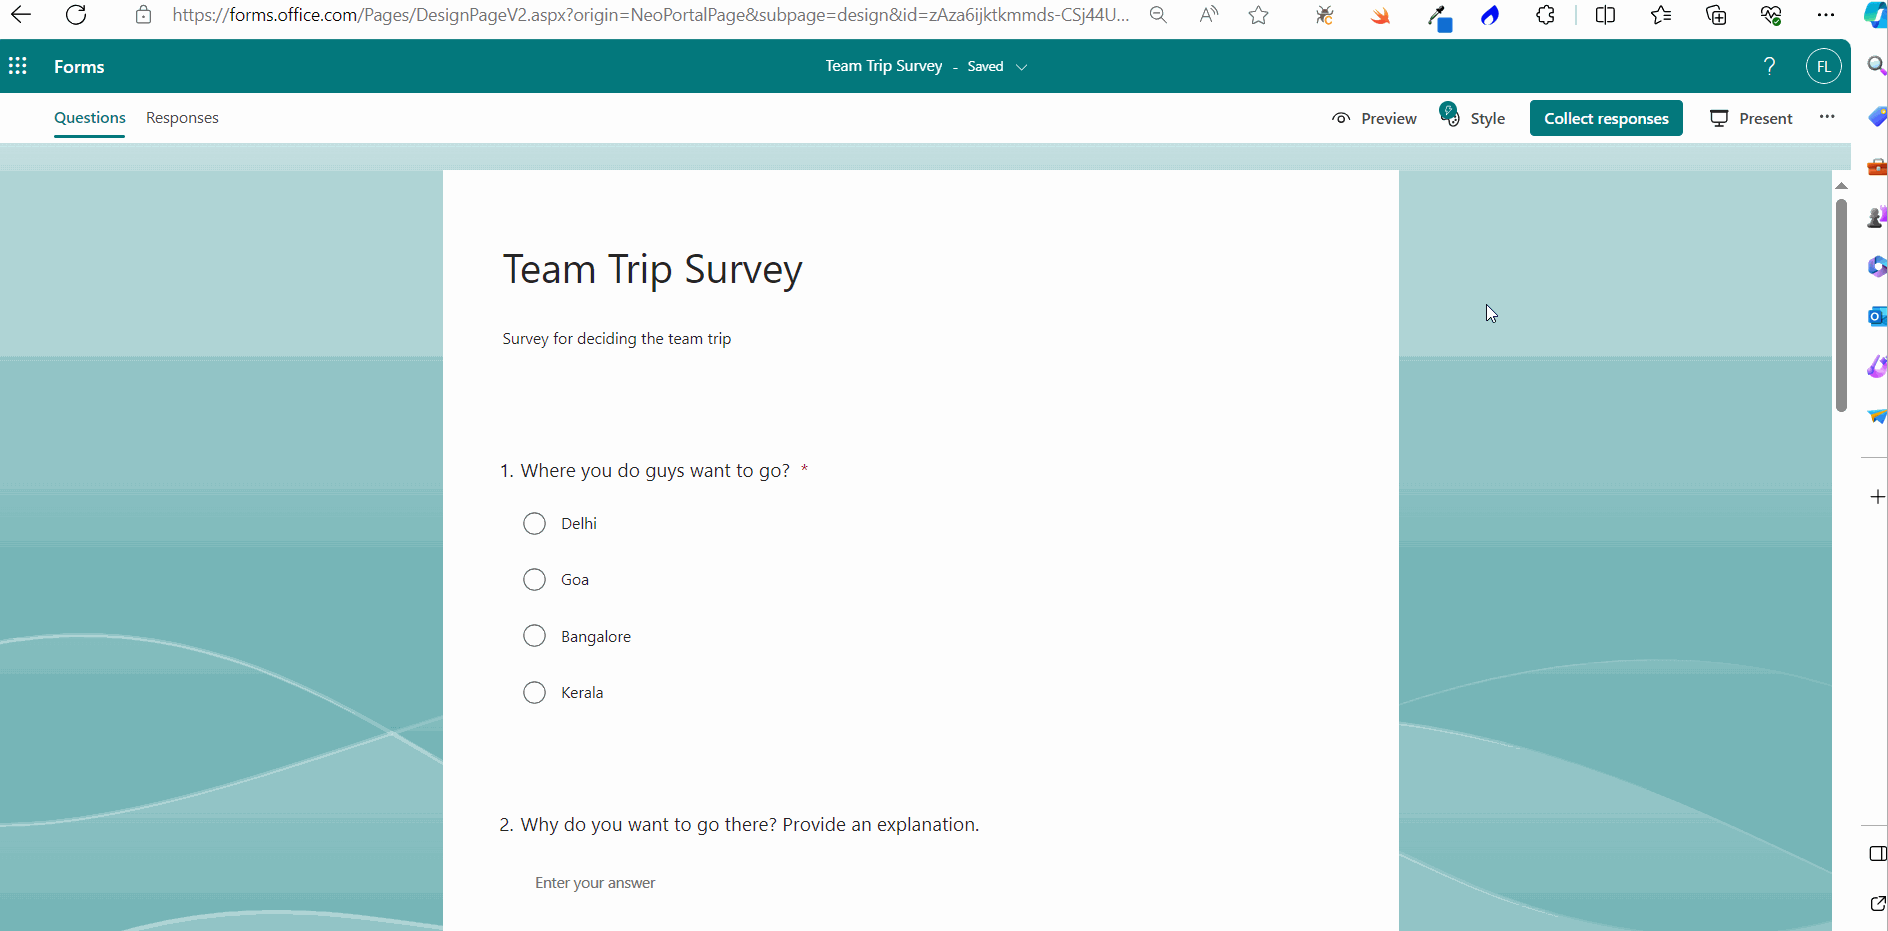 https://forms.office.com/Pages/DesignPageV2.aspx?origin=NeoPortalPage&subpage=design&id=zAza6ijktkmmds-CSj44U...
Forms
Team Trip Survey - Saved
?
FL
Questions
Responses
Preview
Style
Collect responses
Present
Team Trip Survey
Survey for deciding the team trip
1. Where you do guys want to go? *
Delhi
Goa
Bangalore
Kerala
2. Why do you want to go there? Provide an explanation.
Enter your answer